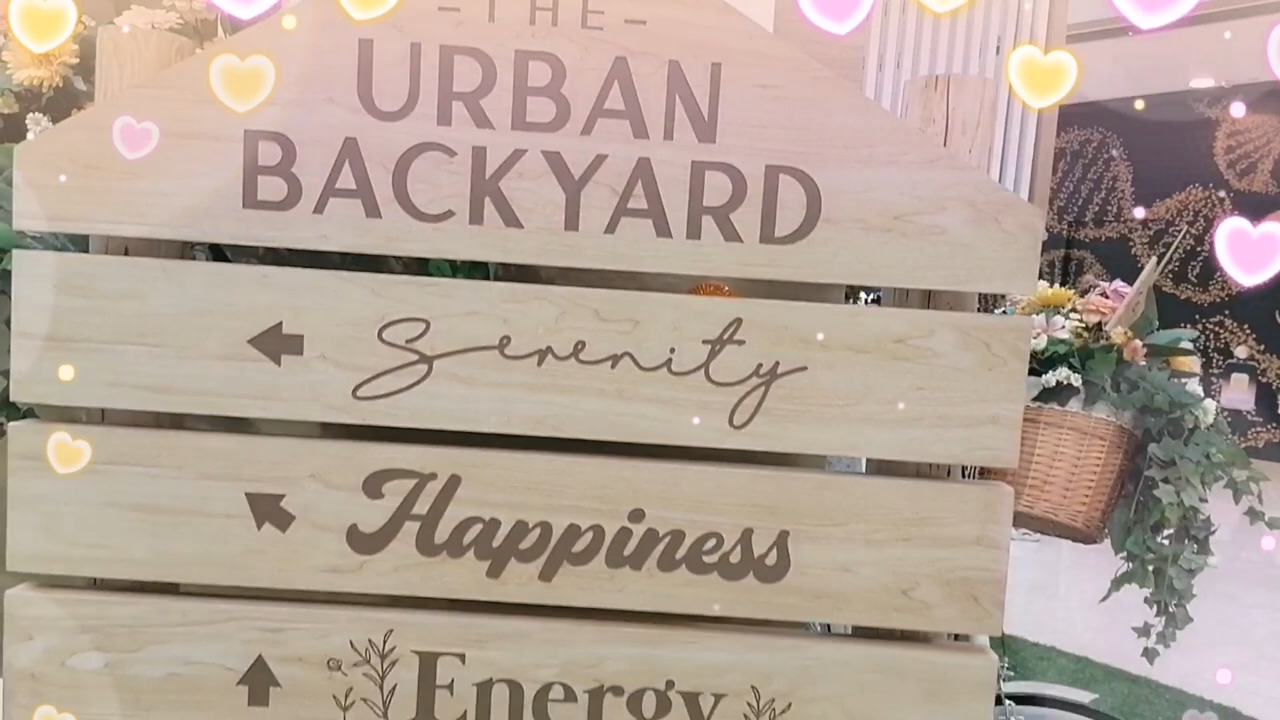 -THE-
URBAN
BACKYARD
Serenity
Happiness
Energy